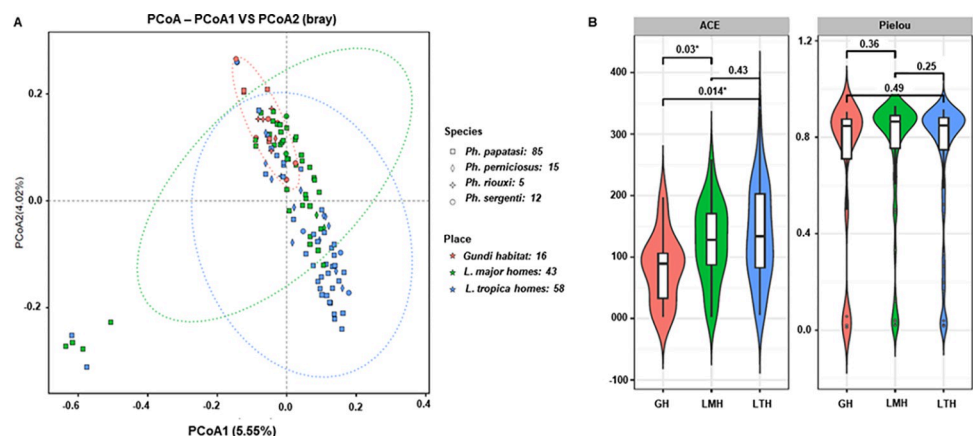 A
PCoA – PCoA1 VS PCoA2 (bray)
PCoA2(4.02%)
0.2
0.0
-0.2
-0.6
-0.4
-0.2
0.0
0.2
0.4
PCoA1 (5.55%)
Species
Ph. papatasi: 85
Ph. perniciosus: 15
Ph. riouxi: 5
Ph. sergenti: 12
Place
Gundi habitat: 16
L. major homes: 43
L. tropica homes: 58
B
ACE
400
300
200
100
000
-100
0.03*
0.43
0.014*
GH
LMH
LTH
Pielou
1.2
0.8
0.4
0.0
0.36
0.25
0.49
GH
LMH
LTH